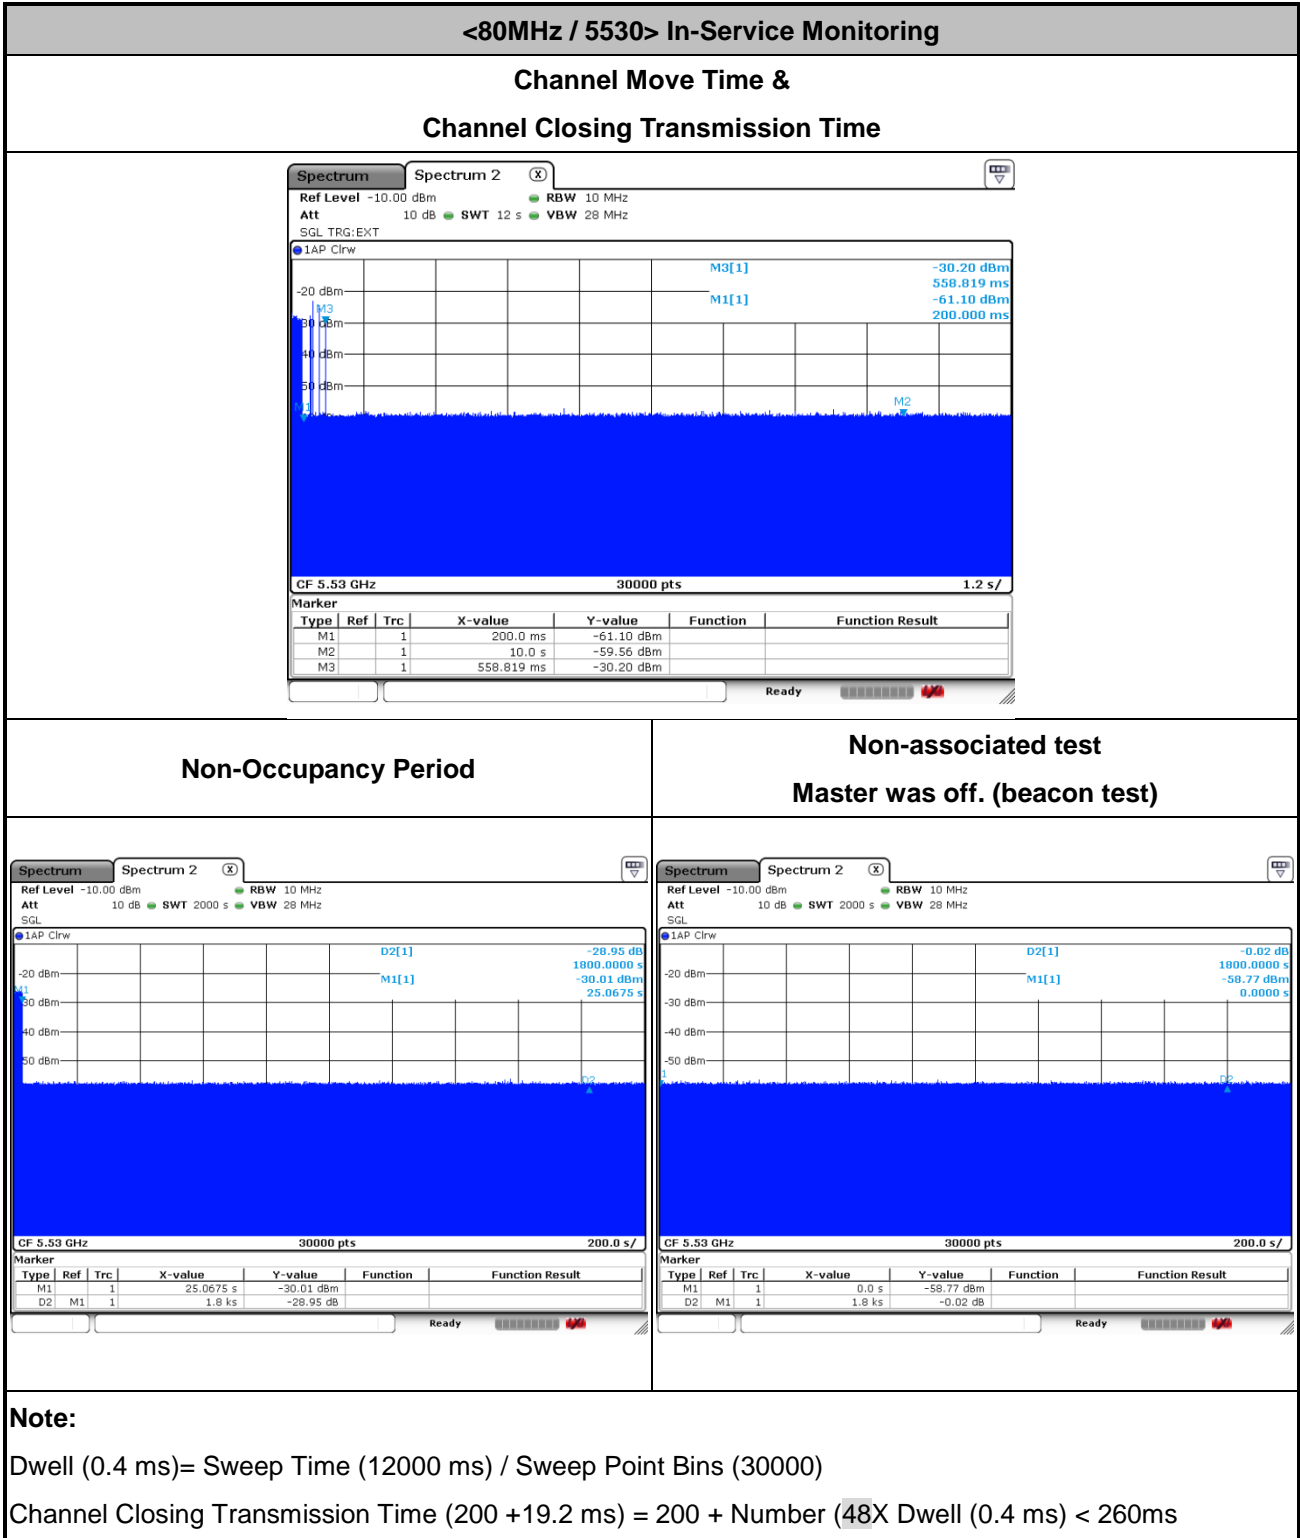 <80MHz / 5530> In-Service Monitoring
Channel Move Time &
Channel Closing Transmission Time
Spectrum
Spectrum 2
X
Ref Level -10.00 dBm
RBW 10 MHz
Att 10 dB
SWT 12 s
VBW 28 MHz
SGL TRG:EXT
1AP Clrw
M3[1] -30.20 dBm
558.819 ms
M1[1] -61.10 dBm
200.000 ms
-20 dBm
M3
30 dBm
40 dBm
50 dBm
M1
M2
CF 5.53 GHz
30000 pts
1.2 s/
Marker
Type Ref Trc X-value Y-value Function Function Result
M1 1 200.0 ms -61.10 dBm
M2 1 10.0 s -59.56 dBm
M3 1 558.819 ms -30.20 dBm
Ready
Non-Occupancy Period
Non-associated test
Master was off. (beacon test)
Spectrum
Spectrum 2
X
Ref Level -10.00 dBm
RBW 10 MHz
Att 10 dB
SWT 2000 s
VBW 28 MHz
SGL
1AP Clrw
D2[1] -28.95 dB
1800.0000 s
M1[1] -30.01 dBm
25.0675 s
-20 dBm
M1
30 dBm
40 dBm
50 dBm
D2
CF 5.53 GHz
30000 pts
200.0 s/
Marker
Type Ref Trc X-value Y-value Function Function Result
M1 1 25.0675 s -30.01 dBm
D2 M1 1 1.8 ks -28.95 dB
Ready
Spectrum
Spectrum 2
X
Ref Level -10.00 dBm
RBW 10 MHz
Att 10 dB
SWT 2000 s
VBW 28 MHz
SGL
1AP Clrw
D2[1] -0.02 dB
1800.0000 s
M1[1] -58.77 dBm
0.0000 s
-20 dBm
-30 dBm
-40 dBm
-50 dBm
1
D2
CF 5.53 GHz
30000 pts
200.0 s/
Marker
Type Ref Trc X-value Y-value Function Function Result
M1 1 0.0 s -58.77 dBm
D2 M1 1 1.8 ks -0.02 dB
Ready
Note:
Dwell (0.4 ms)= Sweep Time (12000 ms) / Sweep Point Bins (30000)
Channel Closing Transmission Time (200 +19.2 ms) = 200 + Number (48X Dwell (0.4 ms) < 260ms